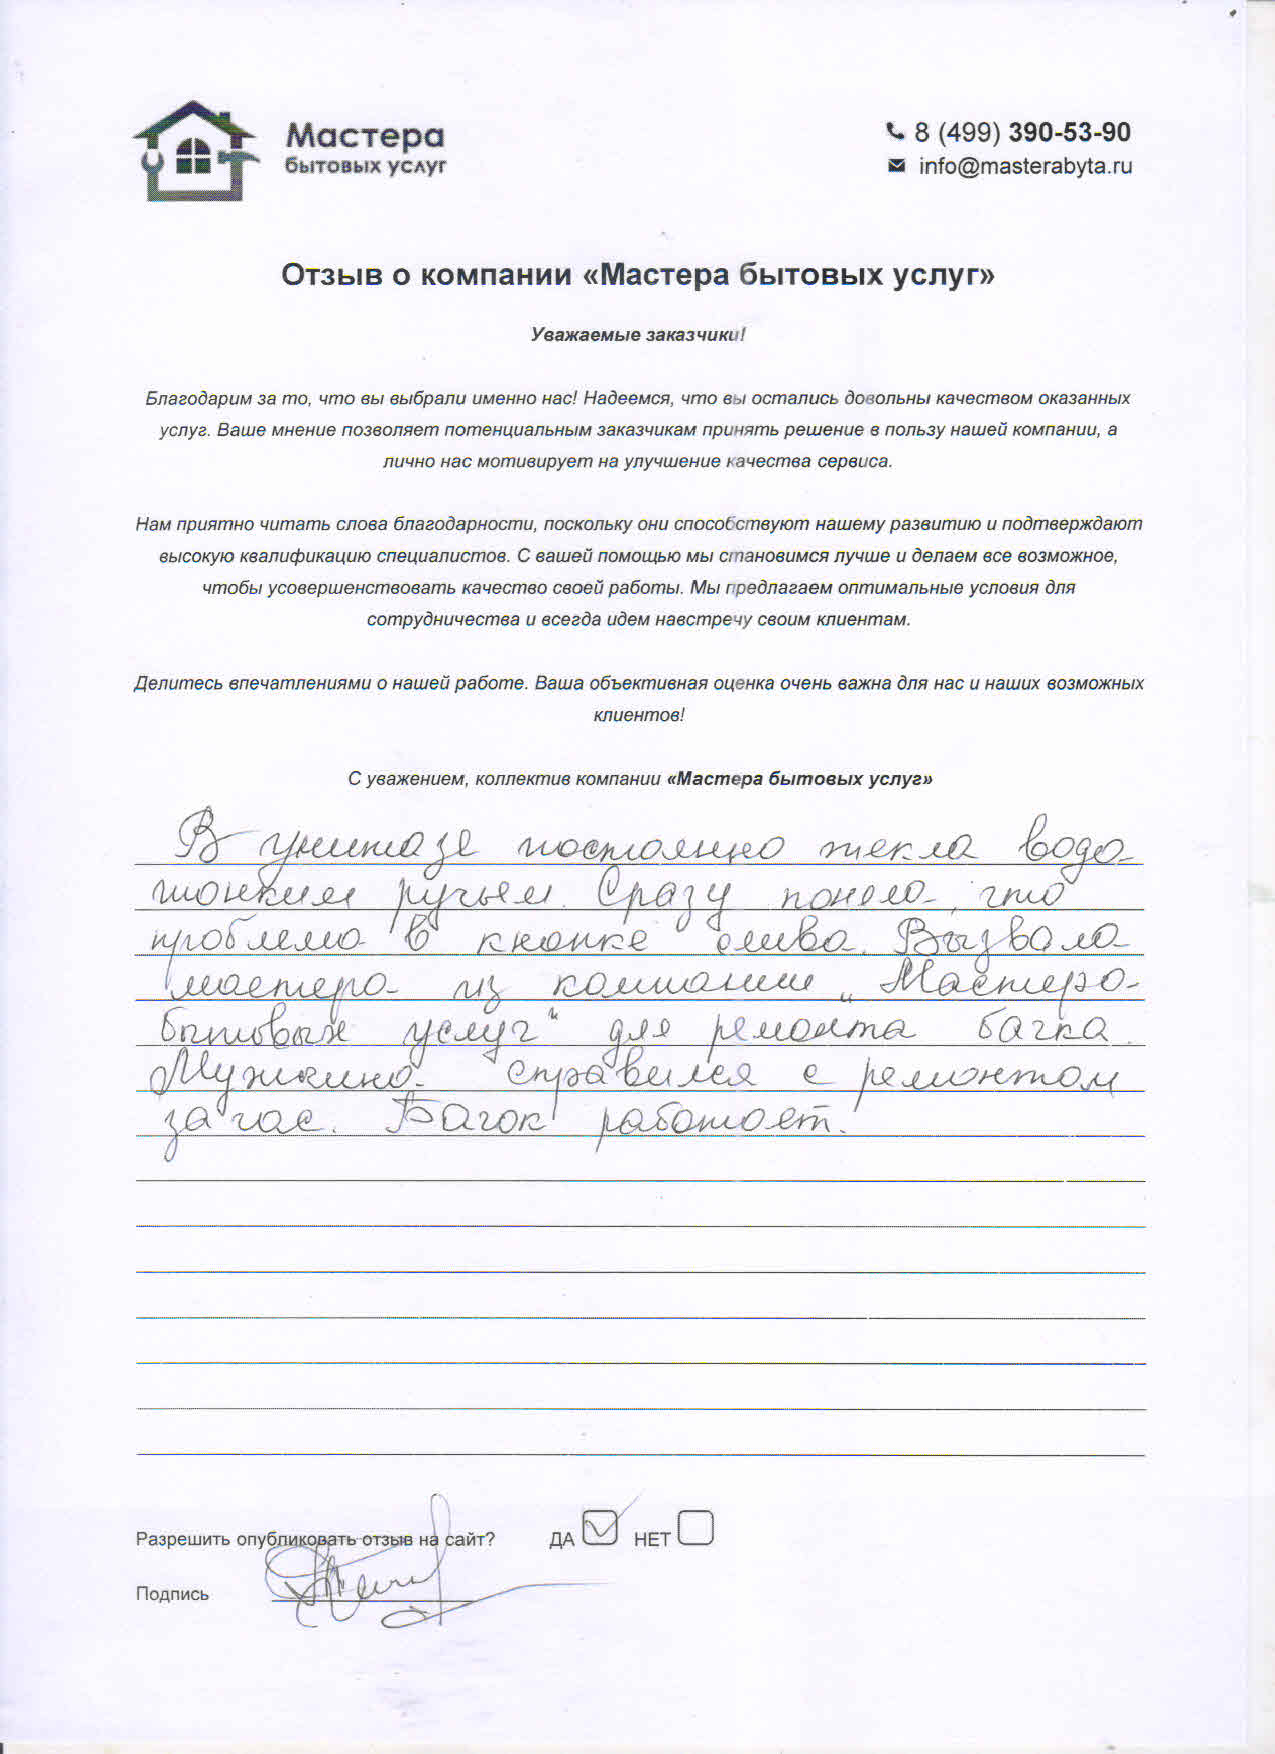 Мастера
бытовых услуг
8 (499) 390-53-90
info@masterabyta.ru
Отзыв о компании «Мастера бытовых услуг»
Уважаемые заказчики!
Благодарим за то, что вы выбрали именно нас! Надеемся, что вы остались довольны качеством оказанных
услуг. Ваше мнение позволяет потенциальным заказчикам принять решение в пользу нашей компании, а
лично нас мотивирует на улучшение качества сервиса.
Нам приятно читать слова благодарности, поскольку они способствуют нашему развитию и подтверждают
высокую квалификацию специалистов. С вашей помощью мы становимся лучше и делаем все возможное,
чтобы усовершенствовать качество своей работы. Мы предлагаем оптимальные условия для
сотрудничества и всегда идем навстречу своим клиентам.
Делитесь впечатлениями о нашей работе. Ваша объективная оценка очень важна для нас и наших возможных
клиентов!
С уважением, коллектив компании «Мастера бытовых услуг»
В унитазе постоянно текла вода
тонким ручьем. Сразу поняла, что
проблема в кнопке слива. Вызвала
мастера из компании „Мастера
бытовых услуг“ для ремонта бачка.
Мужчина справился с ремонтом
за час. Бачок работает.
Разрешить опубликовать отзыв на сайт? ДА НЕТ
Подпись